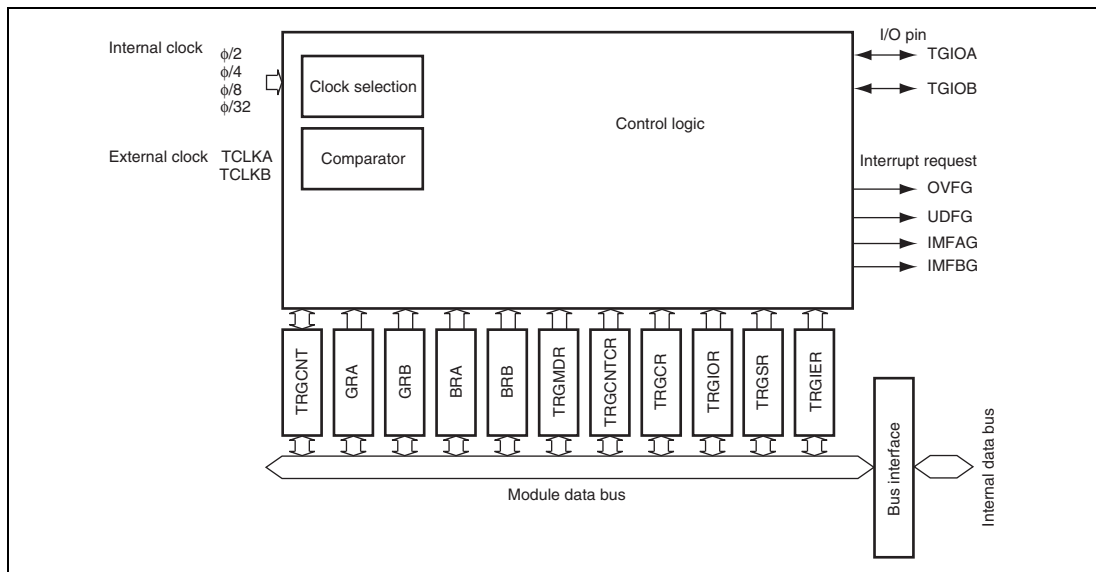 Internal clock
ϕ/2
ϕ/4
ϕ/8
ϕ/32
External clock TCLKA
TCLKB
Clock selection
Comparator
Control logic
I/O pin
TGIOA
TGIOB
Interrupt request
OVFG
UDFG
IMFAG
IMFBG
TRGCNT
GRA
GRB
BRA
BRB
TRGMDR
TRGCNTCR
TRGCR
TRGIOR
TRGSR
TRGIER
Module data bus
Bus interface
Internal data bus